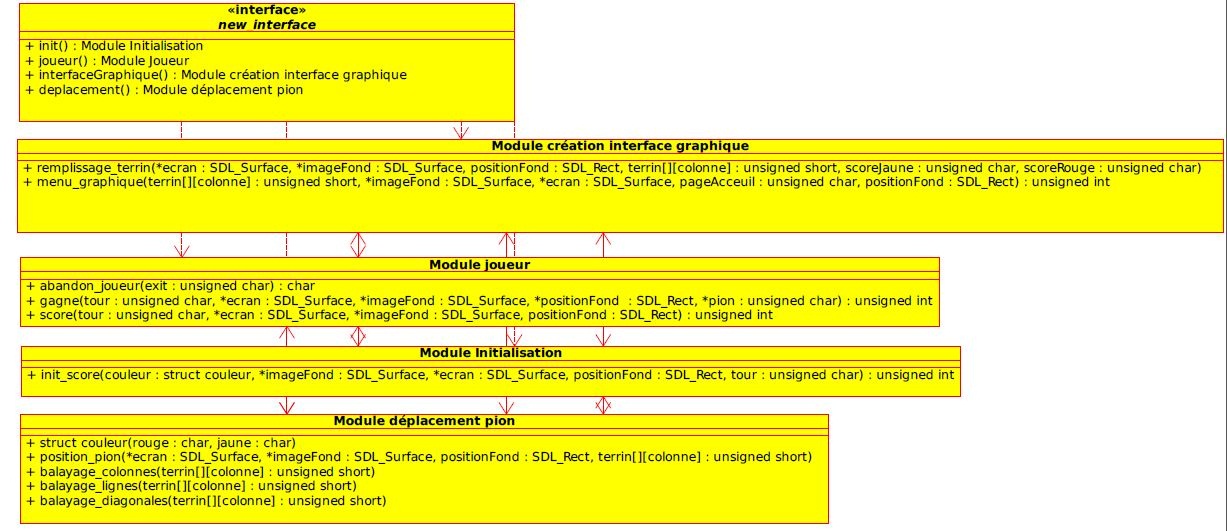 «interface»
new_interface
+ init() : Module Initialisation
+ joueur() : Module Joueur
+ interfaceGraphique() : Module création interface graphique
+ deplacement() : Module déplacement pion
Module création interface graphique
+ remplissage_terrin(*ecran : SDL_Surface, *imageFond : SDL_Surface, positionFond : SDL_Rect, terrin[][colonne] : unsigned short, scoreJaune : unsigned char, scoreRouge : unsigned char)
+ menu_graphique(terrin[][colonne] : unsigned short, *imageFond : SDL_Surface, *ecran : SDL_Surface, pageAcceuil : unsigned char, positionFond : SDL_Rect) : unsigned int
Module joueur
+ abandon_joueur(exit : unsigned char) : char
+ gagne(tour : unsigned char, *ecran : SDL_Surface, *imageFond : SDL_Surface, *positionFond : SDL_Rect, *pion : unsigned char) : unsigned int
+ score(tour : unsigned char, *ecran : SDL_Surface, *imageFond : SDL_Surface, positionFond : SDL_Rect) : unsigned int
Module Initialisation
+ init_score(couleur : struct couleur, *imageFond : SDL_Surface, *ecran : SDL_Surface, positionFond : SDL_Rect, tour : unsigned char) : unsigned int
Module déplacement pion
+ struct couleur(rouge : char, jaune : char)
+ position_pion(*ecran : SDL_Surface, *imageFond : SDL_Surface, positionFond : SDL_Rect, terrin[][colonne] : unsigned short)
+ balayage_colonnes(terrin[][colonne] : unsigned short)
+ balayage_lignes(terrin[][colonne] : unsigned short)
+ balayage_diagonales(terrin[][colonne] : unsigned short)